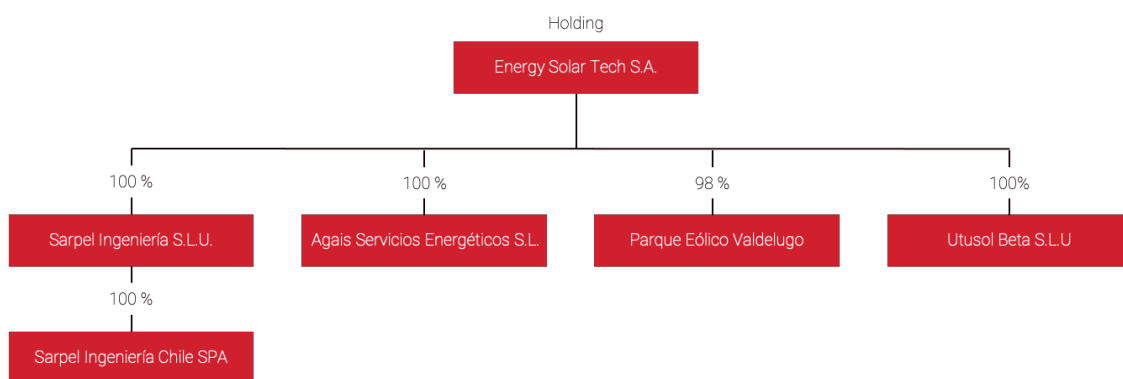 Holding
Energy Solar Tech S.A.
100 %
100 %
98 %
100%
Sarpel Ingeniería S.L.U.
Agais Servicios Energéticos S.L.
Parque Eólico Valdelugo
Utusol Beta S.L.U
100 %
Sarpel Ingeniería Chile SPA